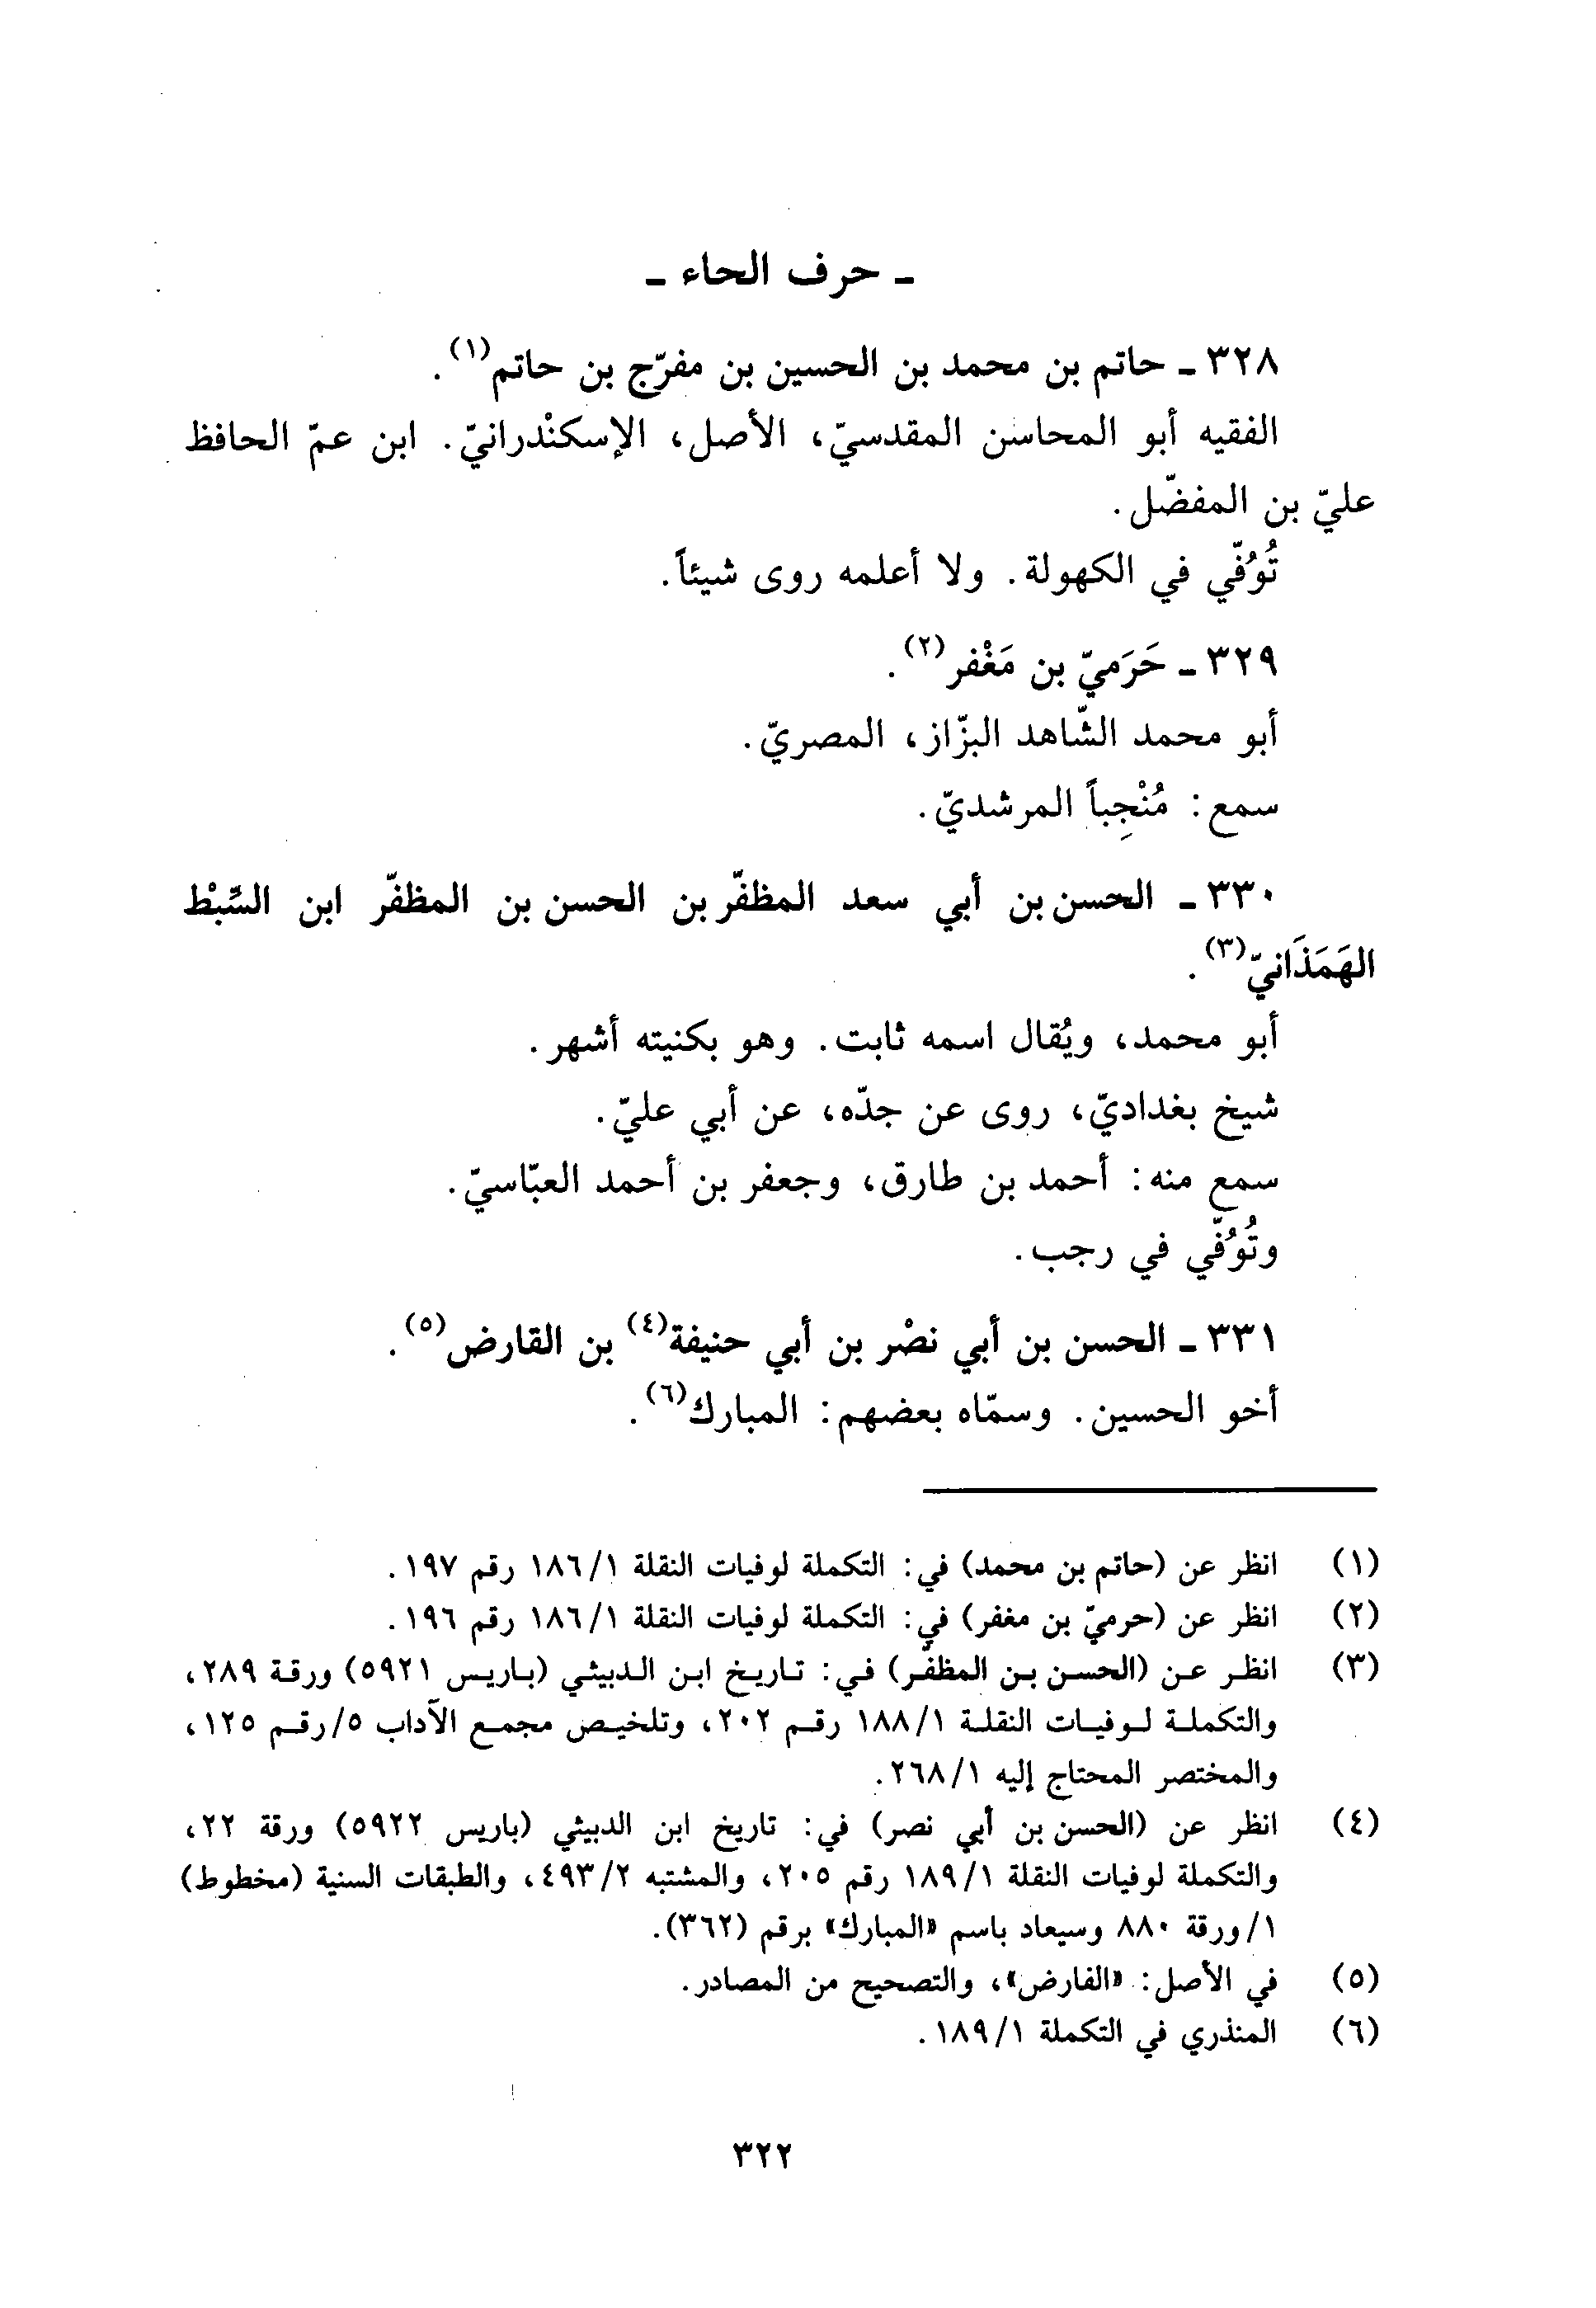 ـ حرف الحاء ـ
٣٢٨ ـ حاتم بن محمد بن الحسين بن مفرّج بن حاتم(١).
الفقيه أبو المحاسن المقدسيّ، الأصل، الإسكنْدرانيّ. ابن عمّ الحافظ
عليّ بن المفضّل.
تُوُفّي في الكهولة. ولا أعلمه روى شيئاً.
٣٢٩ ـ حَرَميّ بن مَغْفر(٢).
أبو محمد الشّاهد البزّاز، المصريّ.
سمع: مُنْجِباً المرشديّ.
٣٣٠ ـ الحسن بن أبي سعد المظفّر بن الحسن بن المظفّر ابن السِّبْط
الهَمَذَانيّ(٣).
أبو محمد، ويُقال اسمه ثابت. وهو بكنيته أشهر.
شيخ بغداديّ، روى عن جدّه، عن أبي عليّ.
سمع منه: أحمد بن طارق، وجعفر بن أحمد العبّاسيّ.
وتُوُفّي في رجب.
٣٣١ ـ الحسن بن أبي نصْر بن أبي حنيفة(٤) بن القارض(٥).
أخو الحسين. وسمّاه بعضهم: المبارك(٦).
(١) انظر عن (حاتم بن محمد) في: التكملة لوفيات النقلة ١٨٦/١ رقم ١٩٧.
(٢) انظر عن (حرميّ بن مغفر) في: التكملة لوفيات النقلة ١٨٦/١ رقم ١٩٦.
(٣) انظر عن (الحسن بن المظفّر) في: تاريخ ابن الدبيثي (باريس ٥٩٢١) ورقة ٢٨٩،
والتكملة لوفيات النقلة ١٨٨/١ رقم ٢٠٢، وتلخيص مجمع الآداب ٥/رقم ١٢٥،
والمختصر المحتاج إليه ٢٦٨/١.
(٤) انظر عن (الحسن بن أبي نصر) في: تاريخ ابن الدبيثي (باريس ٥٩٢٢) ورقة ٢٢،
والتكملة لوفيات النقلة ١٨٩/١ رقم ٢٠٥، والمشتبه ٤٩٣/٢، والطبقات السنية (مخطوط)
١/ورقة ٨٨٠ وسيعاد باسم «المبارك» برقم (٣٦٢).
(٥) في الأصل: «الفارض»، والتصحيح من المصادر.
(٦) المنذري في التكملة ١٨٩/١.
٣٢٢